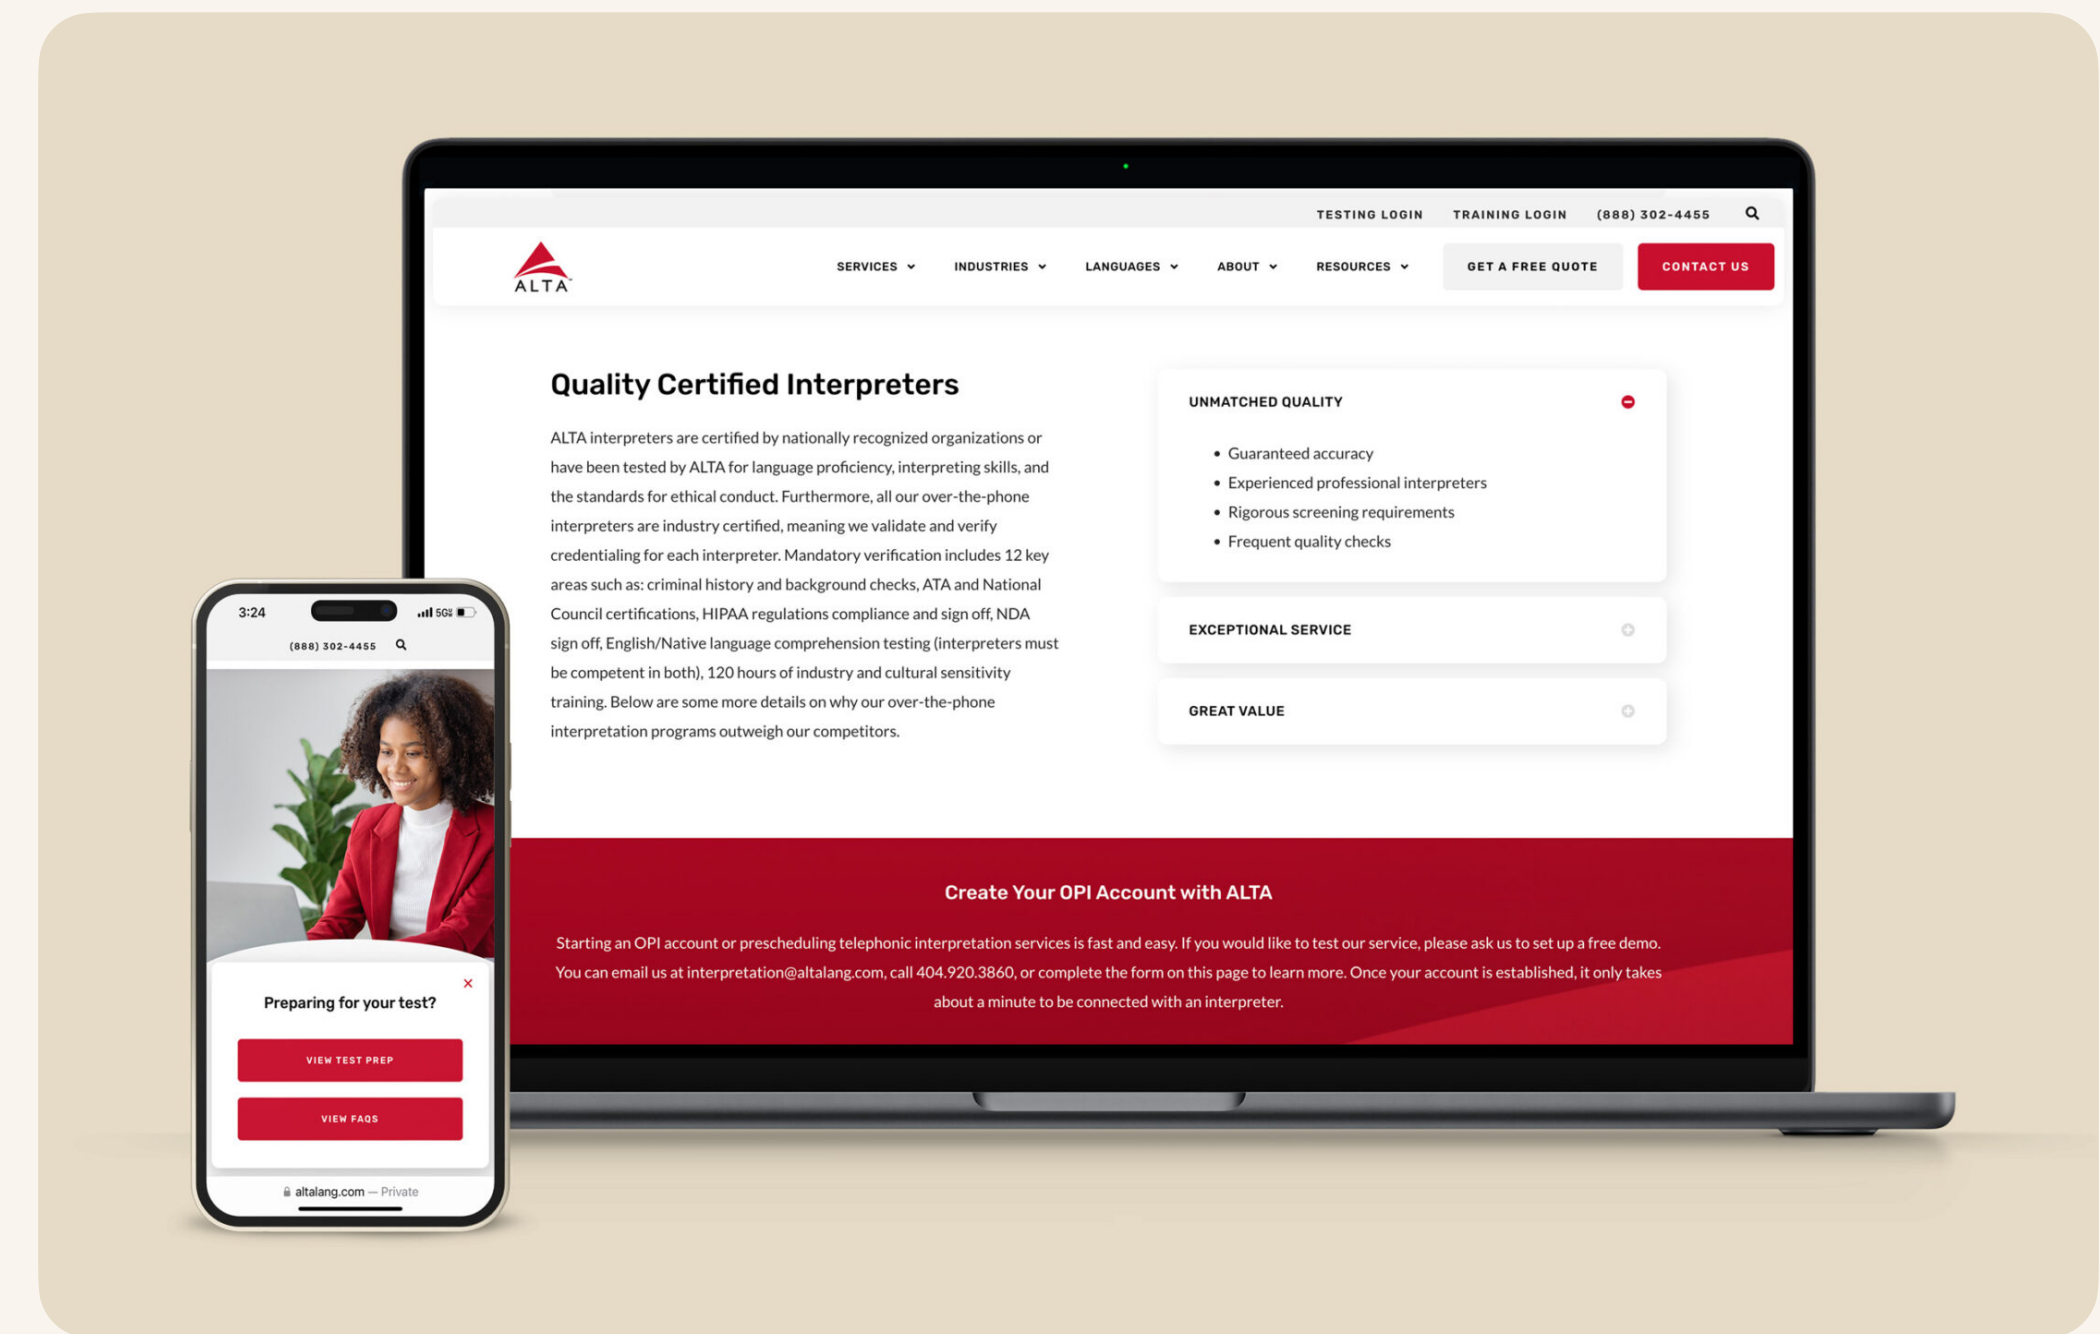 TESTING LOGIN TRAINING LOGIN (888) 302-4455
ALTA
SERVICES INDUSTRIES LANGUAGES ABOUT RESOURCES GET A FREE QUOTE CONTACT US
Quality Certified Interpreters
ALTA interpreters are certified by nationally recognized organizations or
have been tested by ALTA for language proficiency, interpreting skills, and
the standards for ethical conduct. Furthermore, all our over-the-phone
interpreters are industry certified, meaning we validate and verify
credentialing for each interpreter. Mandatory verification includes 12 key
areas such as: criminal history and background checks, ATA and National
Council certifications, HIPAA regulations compliance and sign off, NDA
sign off, English/Native language comprehension testing (interpreters must
be competent in both), 120 hours of industry and cultural sensitivity
training. Below are some more details on why our over-the-phone
interpretation programs outweigh our competitors.
UNMATCHED QUALITY
• Guaranteed accuracy
• Experienced professional interpreters
• Rigorous screening requirements
• Frequent quality checks
EXCEPTIONAL SERVICE
GREAT VALUE
Create Your OPI Account with ALTA
Starting an OPI account or prescheduling telephonic interpretation services is fast and easy. If you would like to test our service, please ask us to set up a free demo.
You can email us at interpretation@altalang.com, call 404.920.3860, or complete the form on this page to learn more. Once your account is established, it only takes
about a minute to be connected with an interpreter.
3:24 5G
(888) 302-4455
Preparing for your test?
VIEW TEST PREP
VIEW FAQS
altalang.com — Private